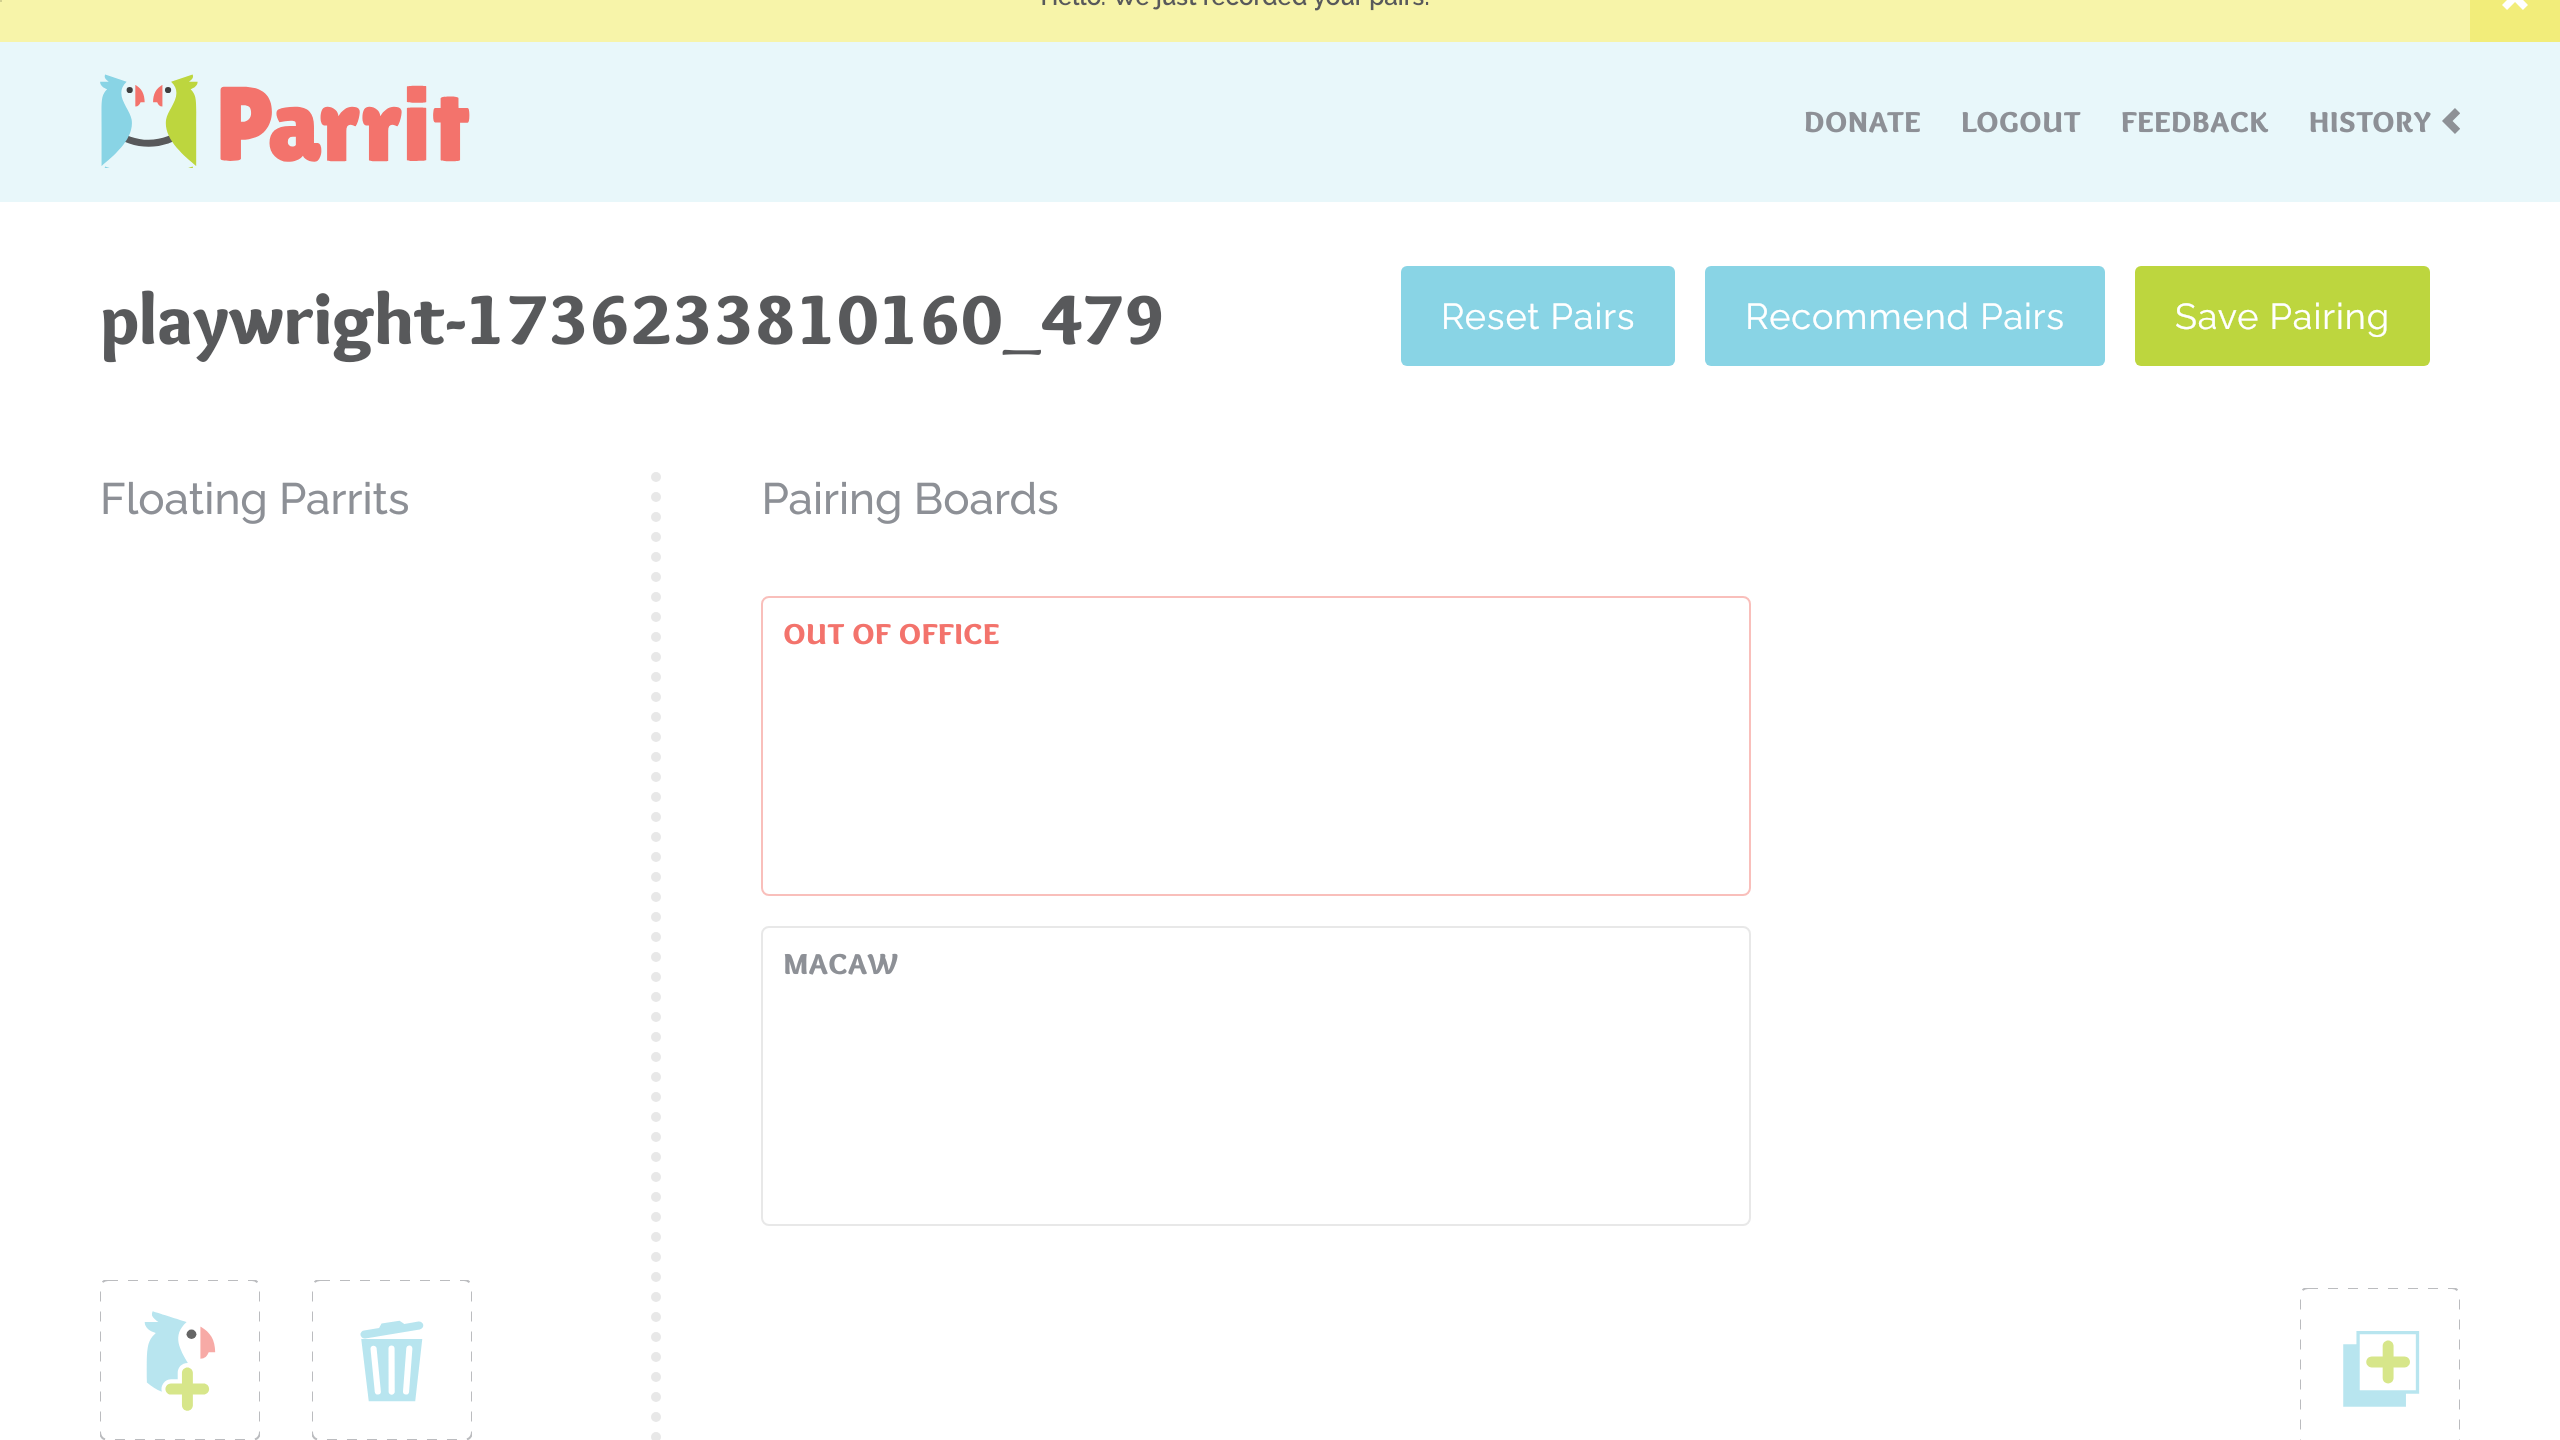 Hello! We just recorded your pairs!
Parrit
DONATE LOGOUT FEEDBACK HISTORY
playwright-1736233810160_479
Reset Pairs Recommend Pairs Save Pairing
Floating Parrits
Pairing Boards
OUT OF OFFICE
MACAW